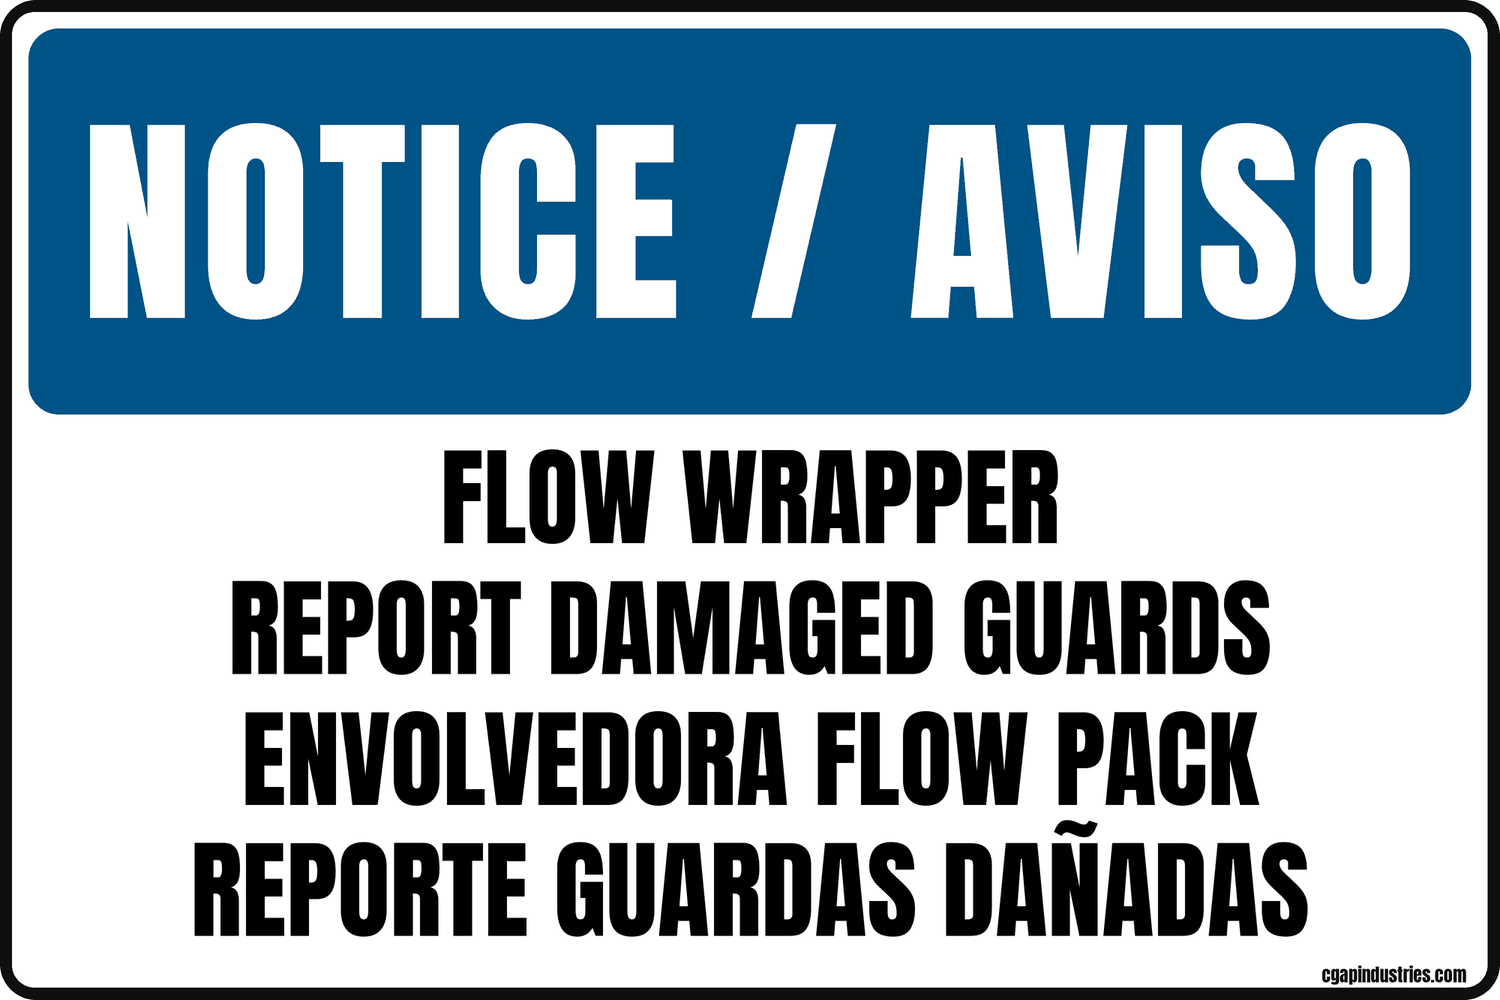 NOTICE / AVISO
FLOW WRAPPER
REPORT DAMAGED GUARDS
ENVOLVEDORA FLOW PACK
REPORTE GUARDAS DAÑADAS
cgapindustries.com